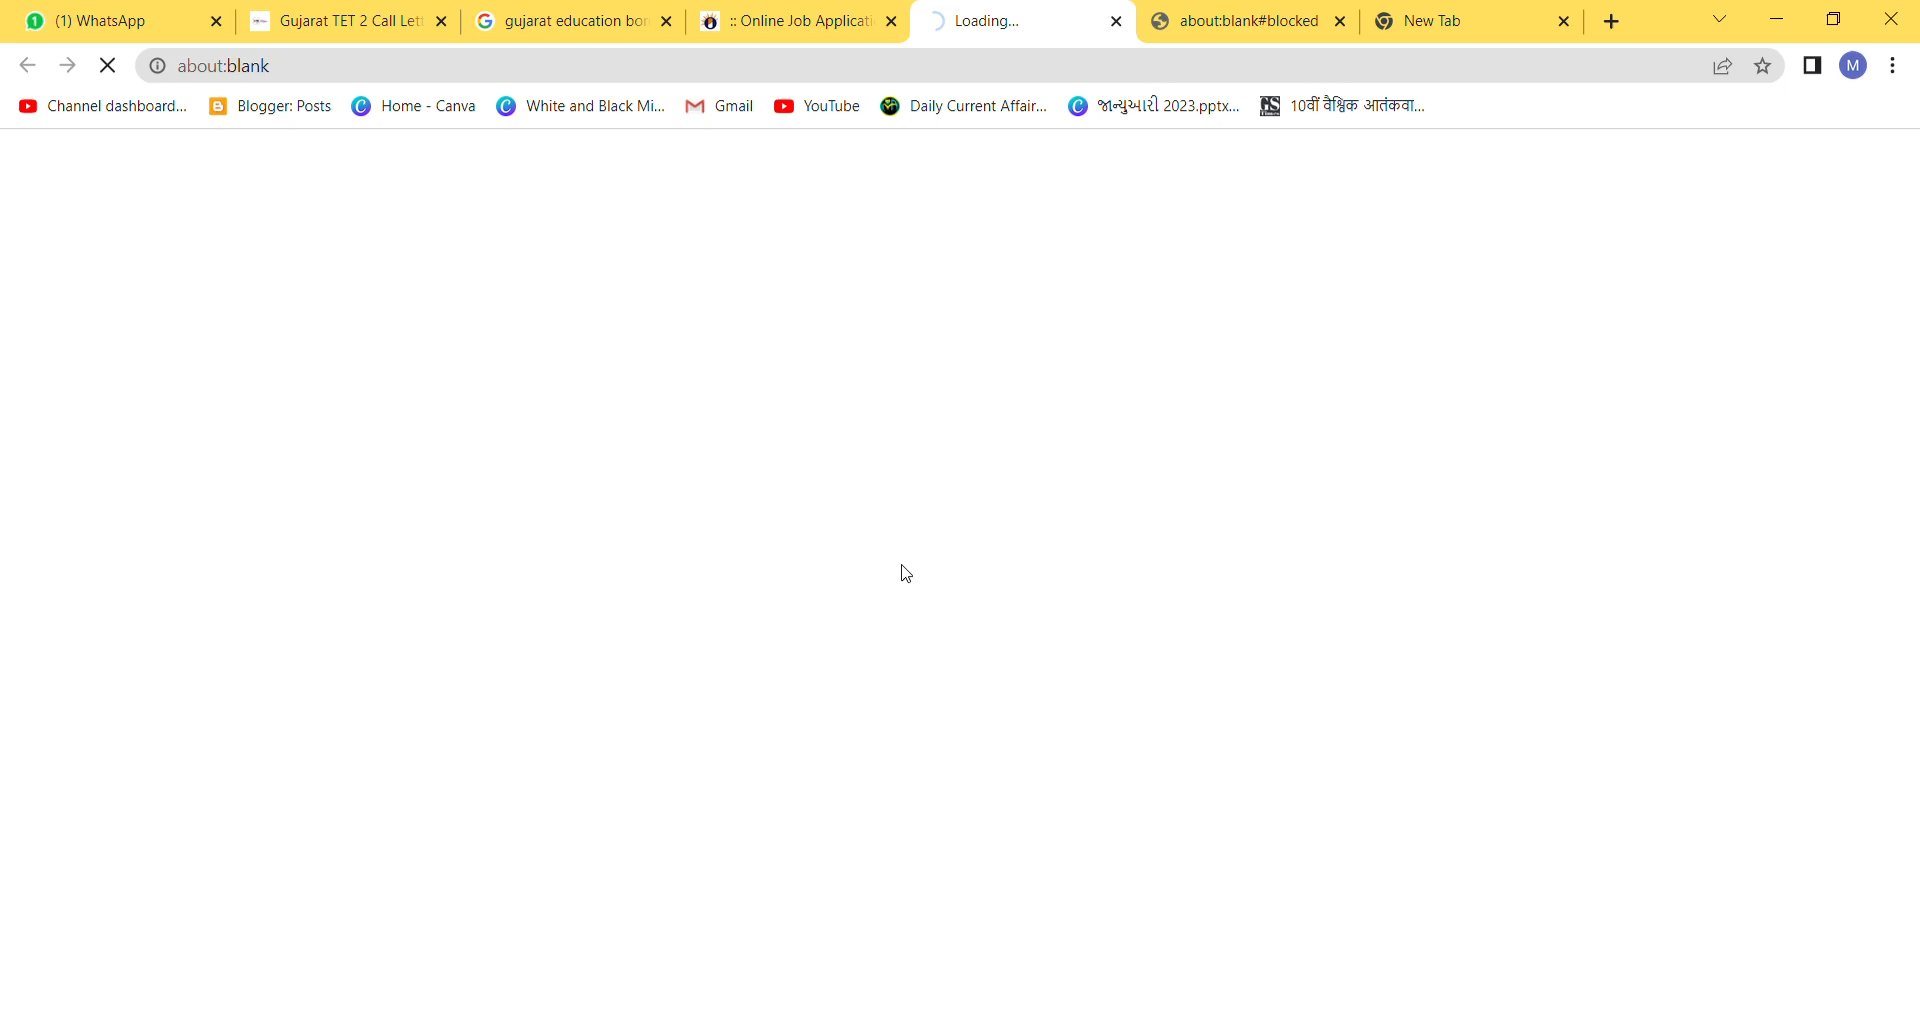 (1) WhatsApp
Gujarat TET 2 Call Lett
gujarat education bor
:: Online Job Applicati
Loading...
about:blank#blocked
New Tab
about:blank
M
Channel dashboard...
Blogger: Posts
Home - Canva
White and Black Mi...
Gmail
YouTube
Daily Current Affair...
જાન્યુઆરી 2023.pptx...
GS
10वीं वैश्विक आतंकवा...